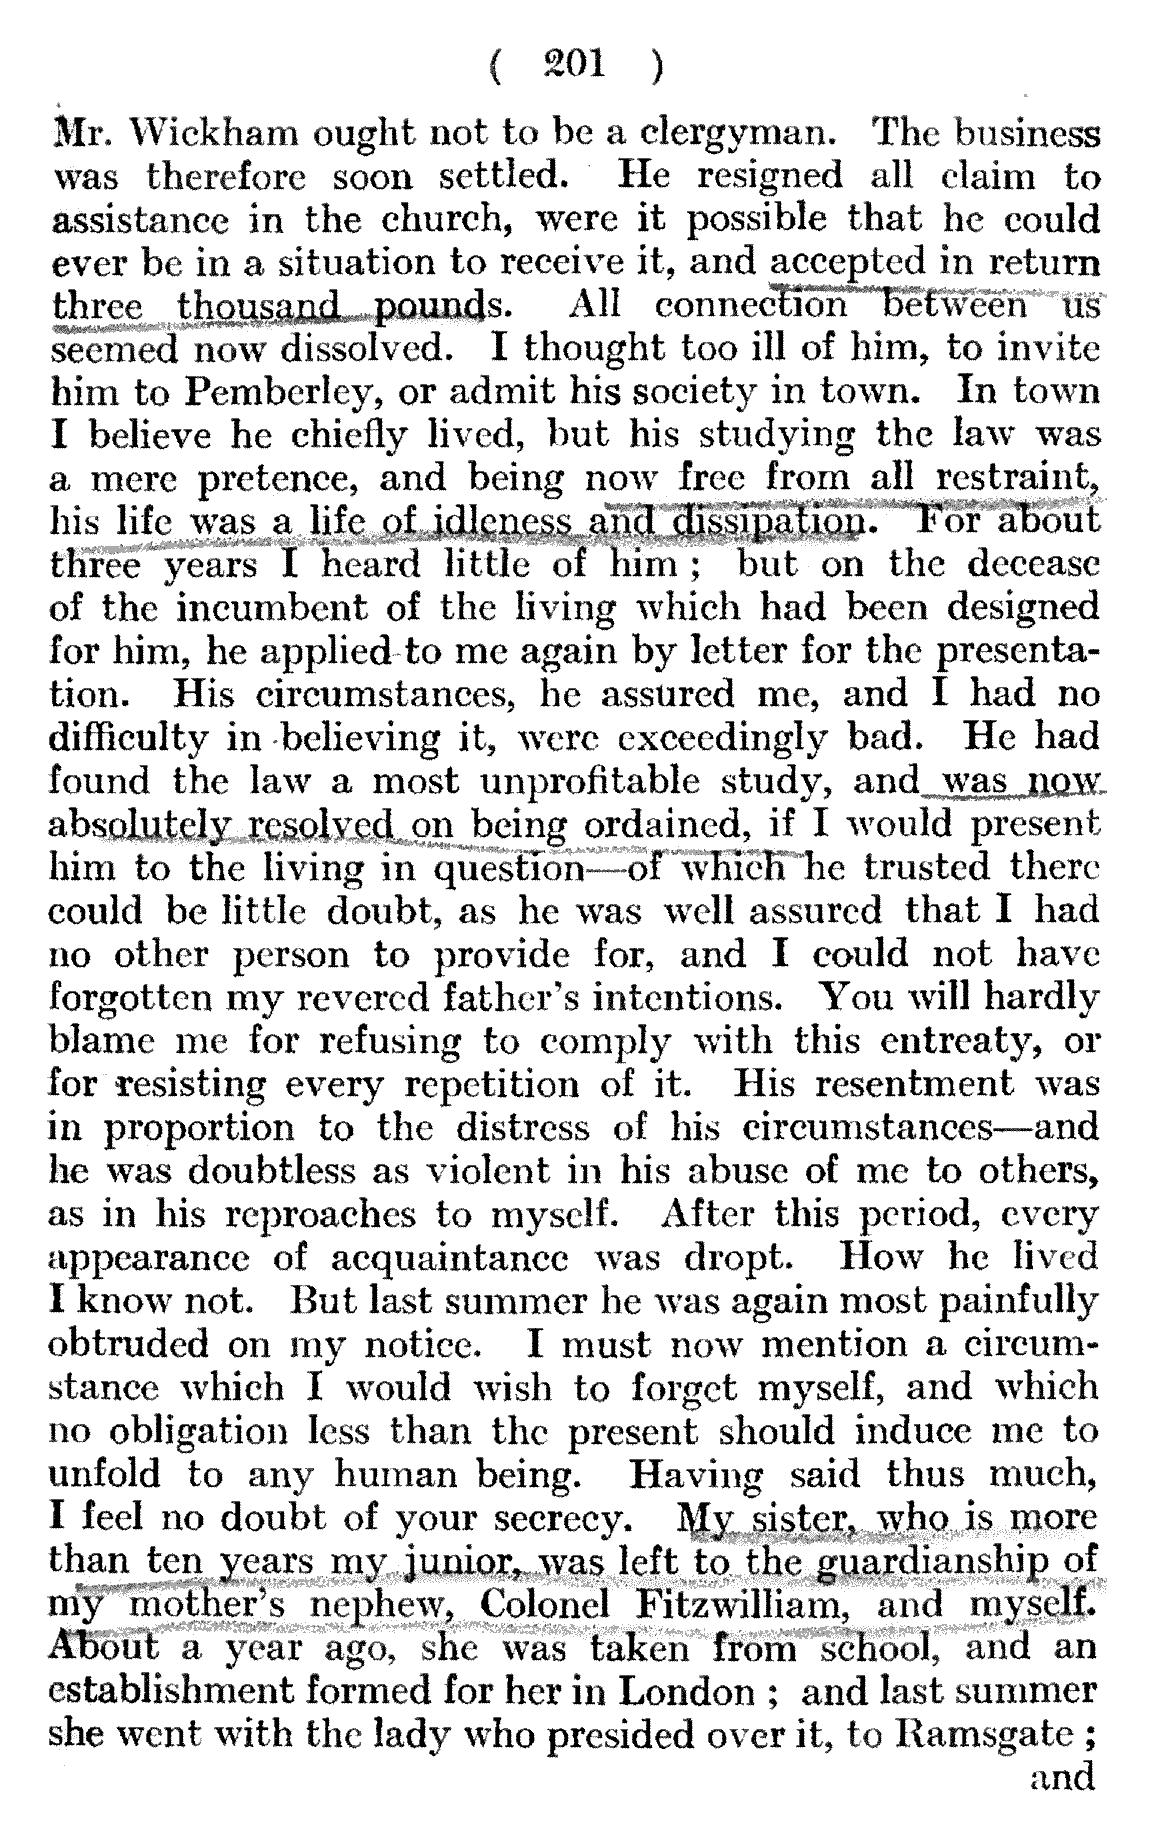 ( 201 )
Mr. Wickham ought not to be a clergyman. The business
was therefore soon settled. He resigned all claim to
assistance in the church, were it possible that he could
ever be in a situation to receive it, and accepted in return
three thousand pounds. All connection between us
seemed now dissolved. I thought too ill of him, to invite
him to Pemberley, or admit his society in town. In town
I believe he chiefly lived, but his studying the law was
a mere pretence, and being now free from all restraint,
his life was a life of idleness and dissipation. For about
three years I heard little of him ; but on the decease
of the incumbent of the living which had been designed
for him, he applied to me again by letter for the presenta-
tion. His circumstances, he assured me, and I had no
difficulty in believing it, were exceedingly bad. He had
found the law a most unprofitable study, and was now
absolutely resolved on being ordained, if I would present
him to the living in question—of which he trusted there
could be little doubt, as he was well assured that I had
no other person to provide for, and I could not have
forgotten my revered father's intentions. You will hardly
blame me for refusing to comply with this entreaty, or
for resisting every repetition of it. His resentment was
in proportion to the distress of his circumstances—and
he was doubtless as violent in his abuse of me to others,
as in his reproaches to myself. After this period, every
appearance of acquaintance was dropt. How he lived
I know not. But last summer he was again most painfully
obtruded on my notice. I must now mention a circum-
stance which I would wish to forget myself, and which
no obligation less than the present should induce me to
unfold to any human being. Having said thus much,
I feel no doubt of your secrecy. My sister, who is more
than ten years my junior, was left to the guardianship of
my mother's nephew, Colonel Fitzwilliam, and myself.
About a year ago, she was taken from school, and an
establishment formed for her in London ; and last summer
she went with the lady who presided over it, to Ramsgate ;
and